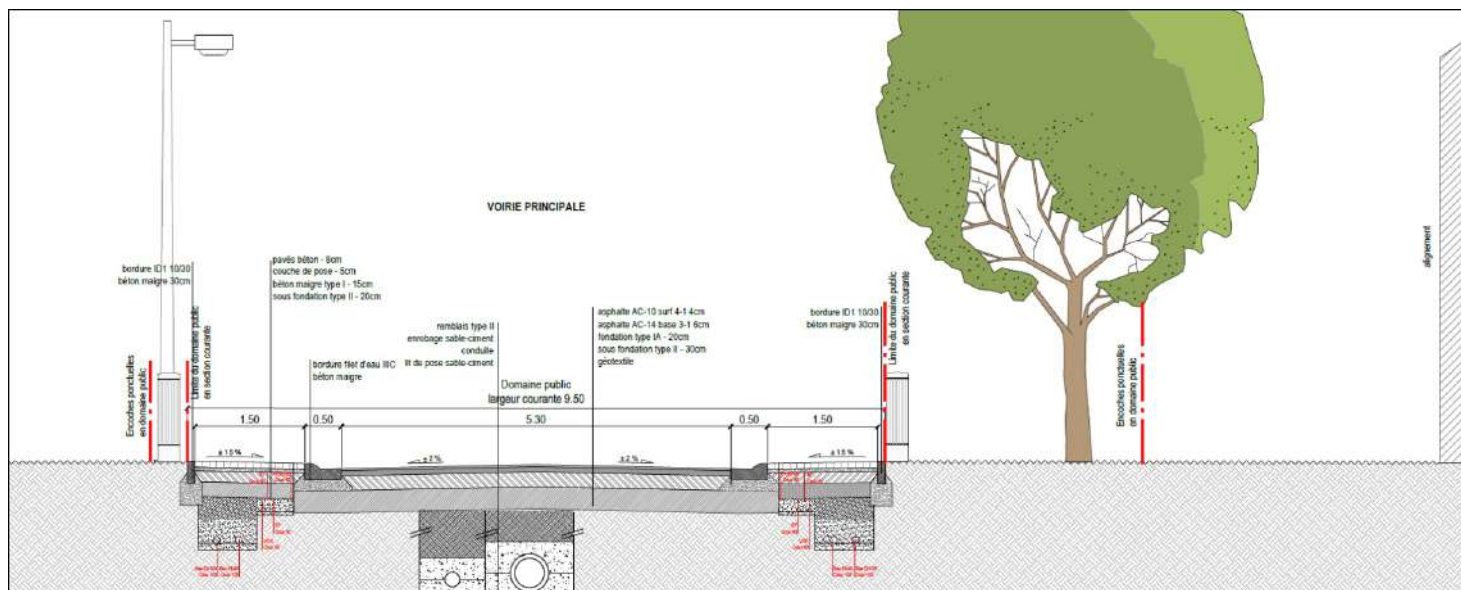 VOIRIE PRINCIPALE
alignement
bordure ID1 10/30
béton maigre 30cm
pavés béton - 8cm
couche de pose - 5cm
béton maigre type I - 15cm
sous fondation type II - 20cm
Limite du domaine public
en section courante
Encoches ponctuelles
en domaine public
bordure filet d'eau IIIC
béton maigre
remblais type II
enrobage sable-ciment
conduite
lit de pose sable-ciment
asphalte AC-10 surf 4-1 4cm
asphalte AC-14 base 3-1 6cm
fondation type IA - 20cm
sous fondation type II - 30cm
géotextile
bordure ID1 10/30
béton maigre 30cm
Limite du domaine public
en section courante
Encoches ponctuelles
en domaine public
Domaine public
largeur courante 9.50
1.50
0.50
5.30
0.50
1.50
± 1.5 %
± 2 %
± 2 %
± 1.5 %